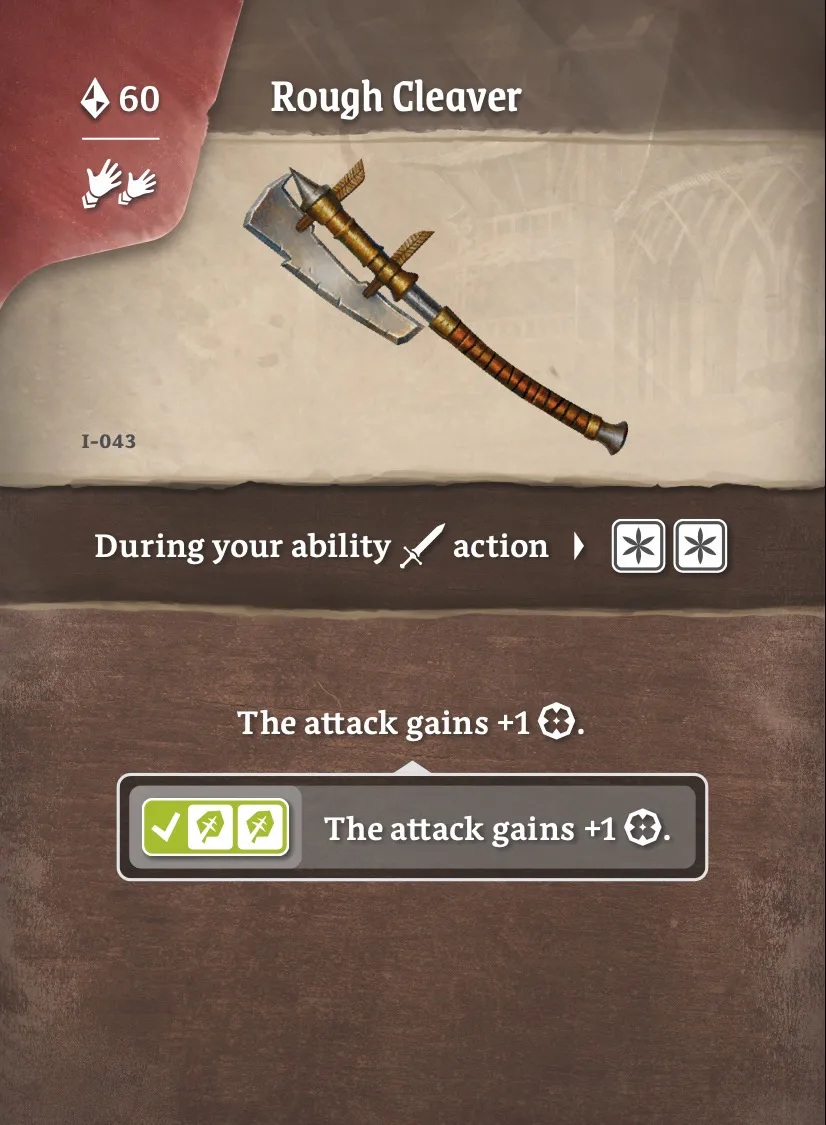 60
Rough Cleaver
I-043
During your ability action
The attack gains +1 .
The attack gains +1 .